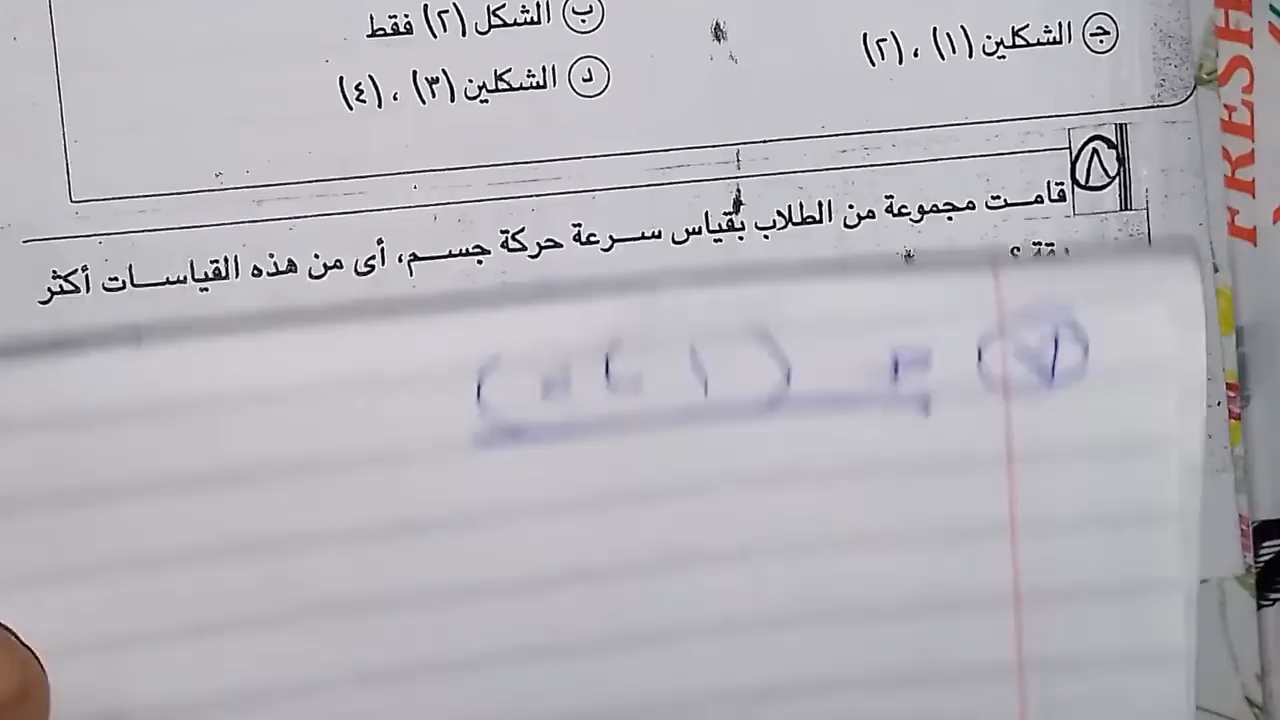 ب الشكل (٢) فقط
ج الشكلين (١) ، (٢)
د الشكلين (٣) ، (٤)
٨ قامت مجموعة من الطلاب بقياس سرعة حركة جسم، أى من هذه القياسات أكثر
FRESH